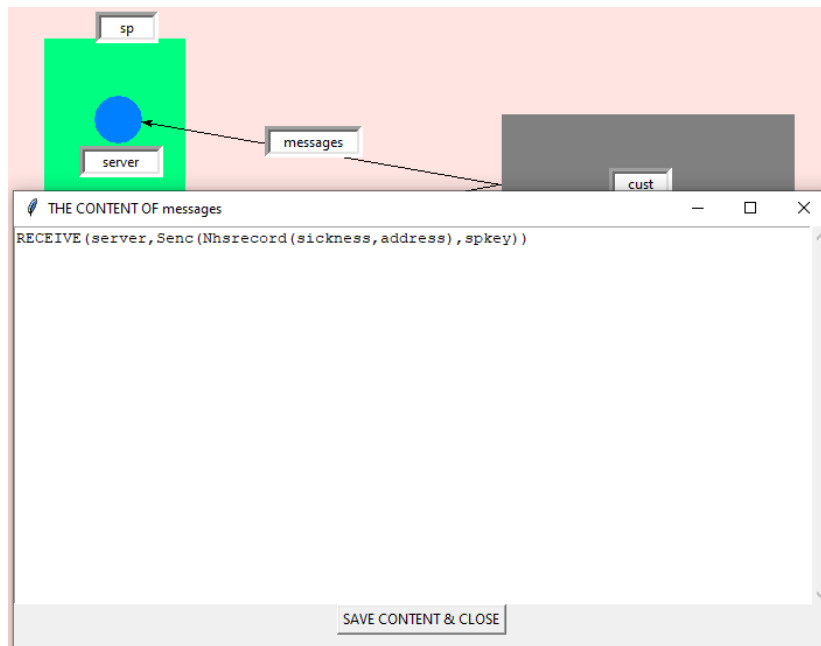 sp
messages
server
cust
THE CONTENT OF messages
RECEIVE(server,Senc(Nhsrecord(sickness,address),spkey))
SAVE CONTENT & CLOSE